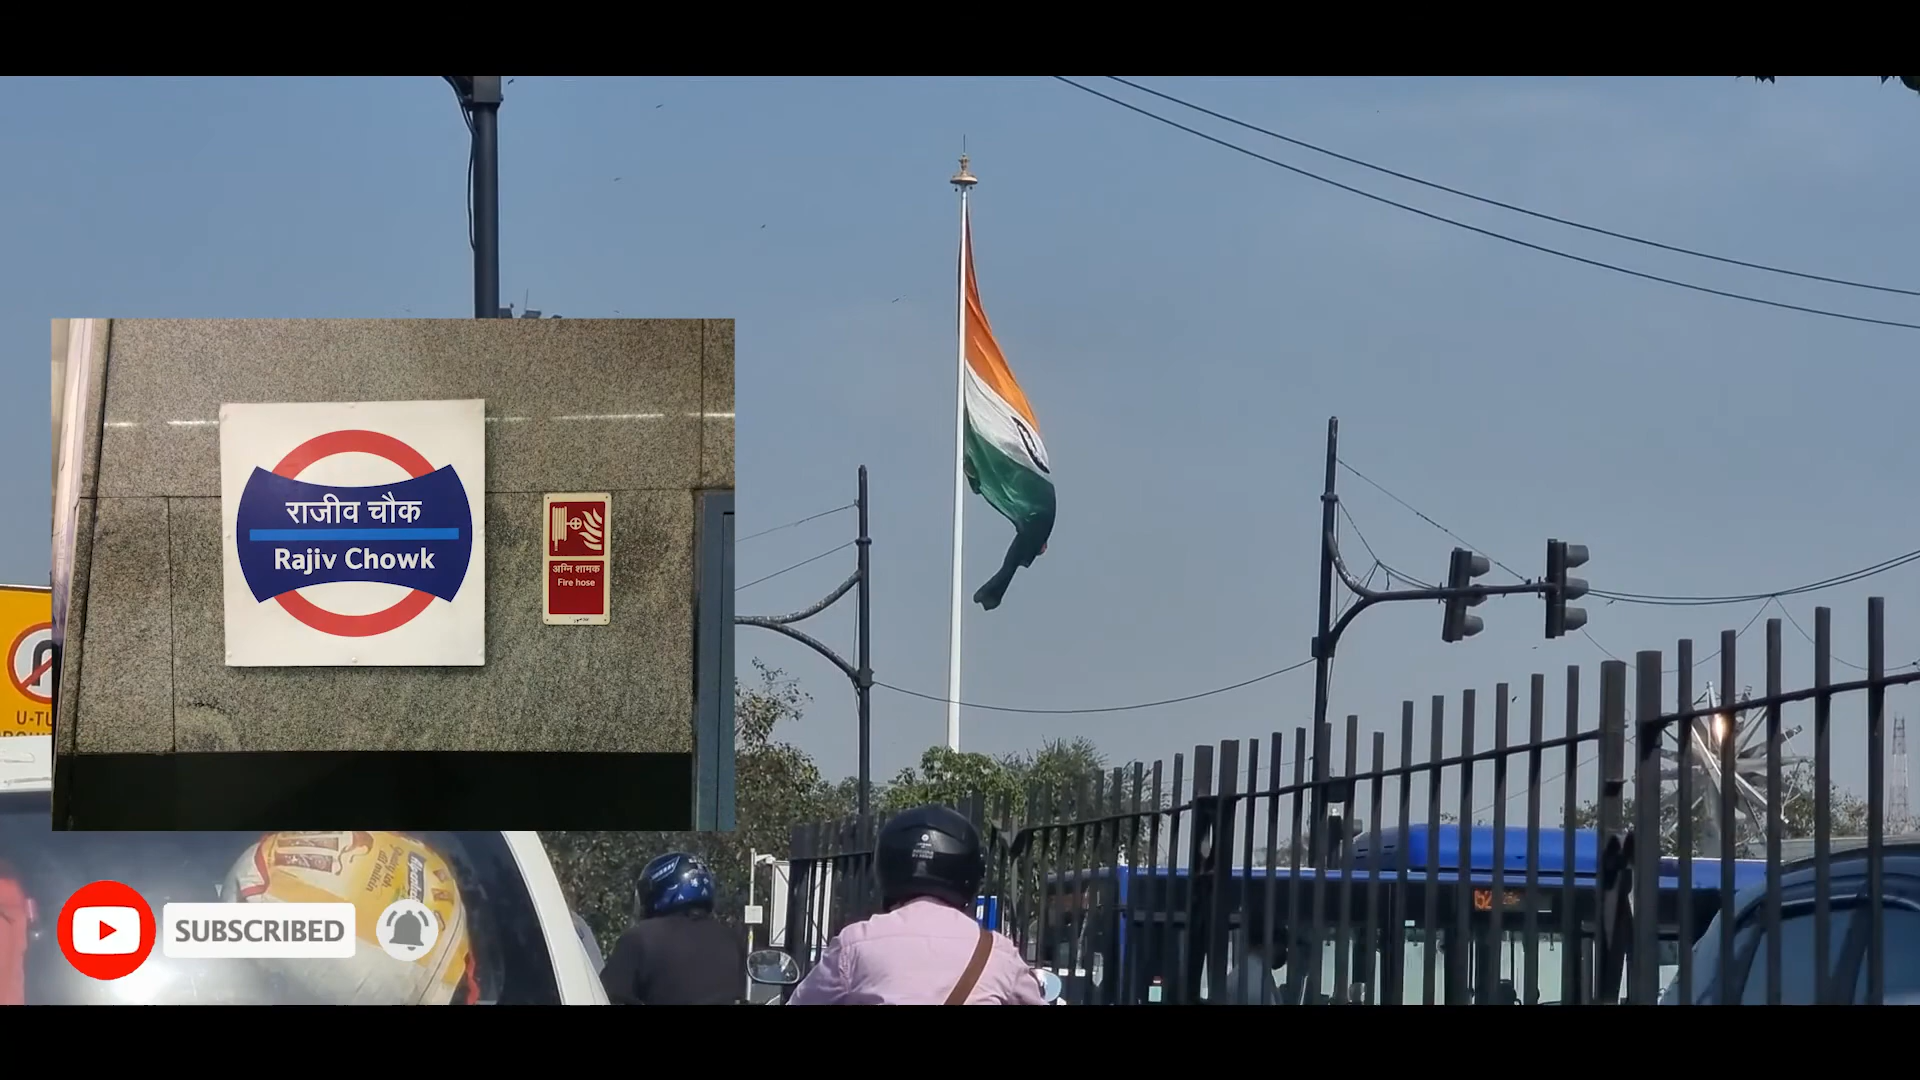 राजीव चौक
Rajiv Chowk
अग्नि शामक
Fire hose
U-TU
SUBSCRIBED